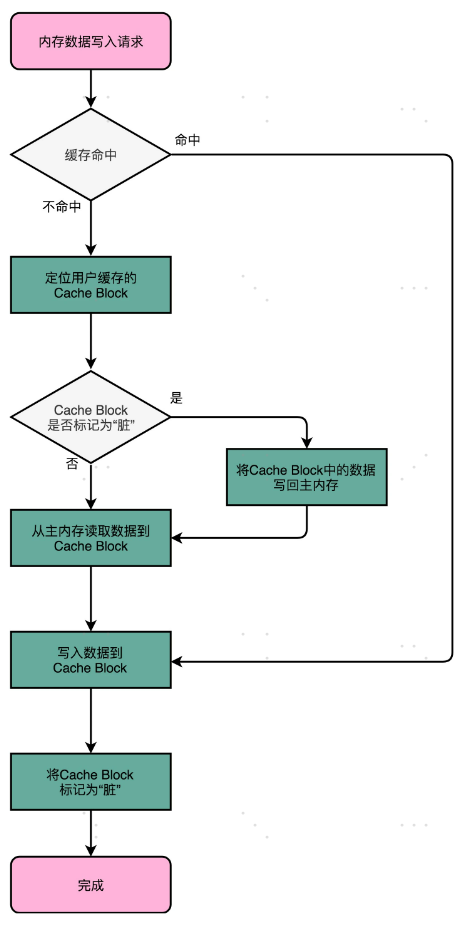 内存数据写入请求
缓存命中
命中
不命中
定位用户缓存的
Cache Block
Cache Block
是否标记为“脏”
是
否
将Cache Block中的数据
写回主内存
从主内存读取数据到
Cache Block
写入数据到
Cache Block
将Cache Block
标记为“脏”
完成